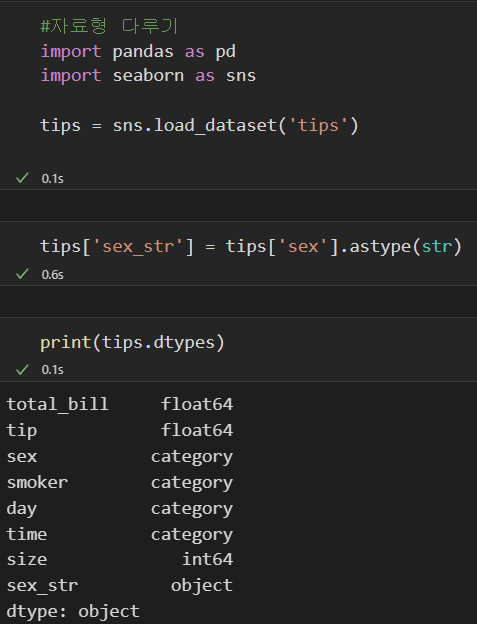 #자료형 다루기
import pandas as pd
import seaborn as sns
tips = sns.load_dataset('tips')
0.1s
tips['sex_str'] = tips['sex'].astype(str)
0.6s
print(tips.dtypes)
0.1s
total_bill float64
tip float64
sex category
smoker category
day category
time category
size int64
sex_str object
dtype: object